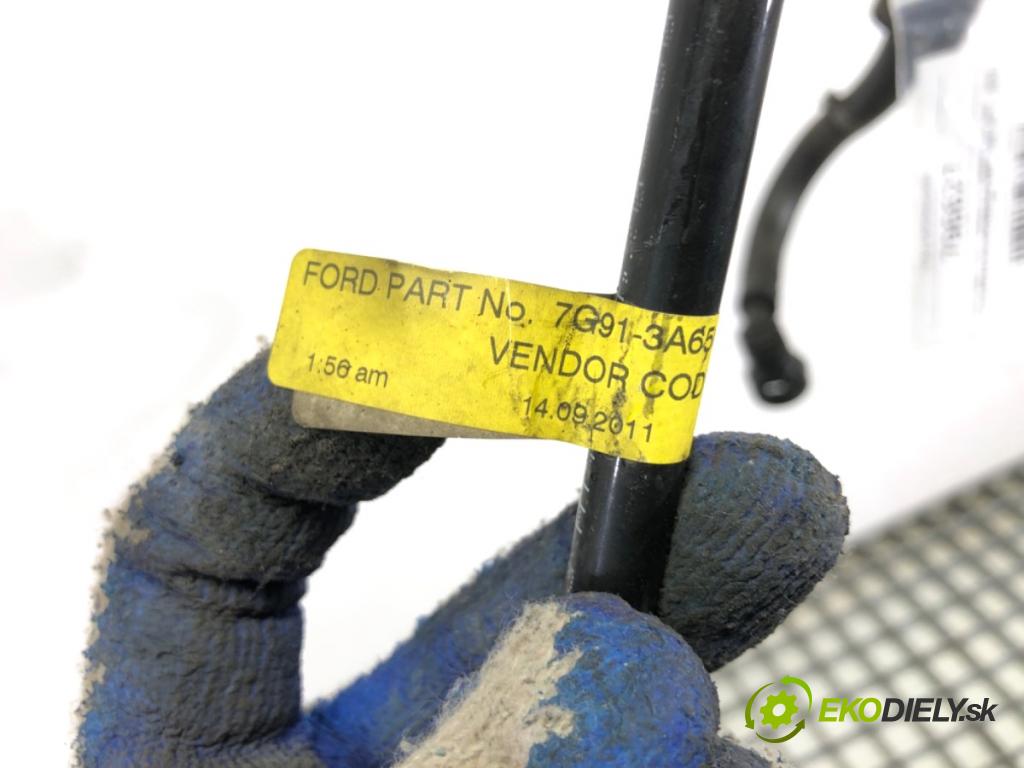 FORD PART No. 7G91-3A65
VENDOR COD
1:56 am
14.09.2011
EKODIELY.sk